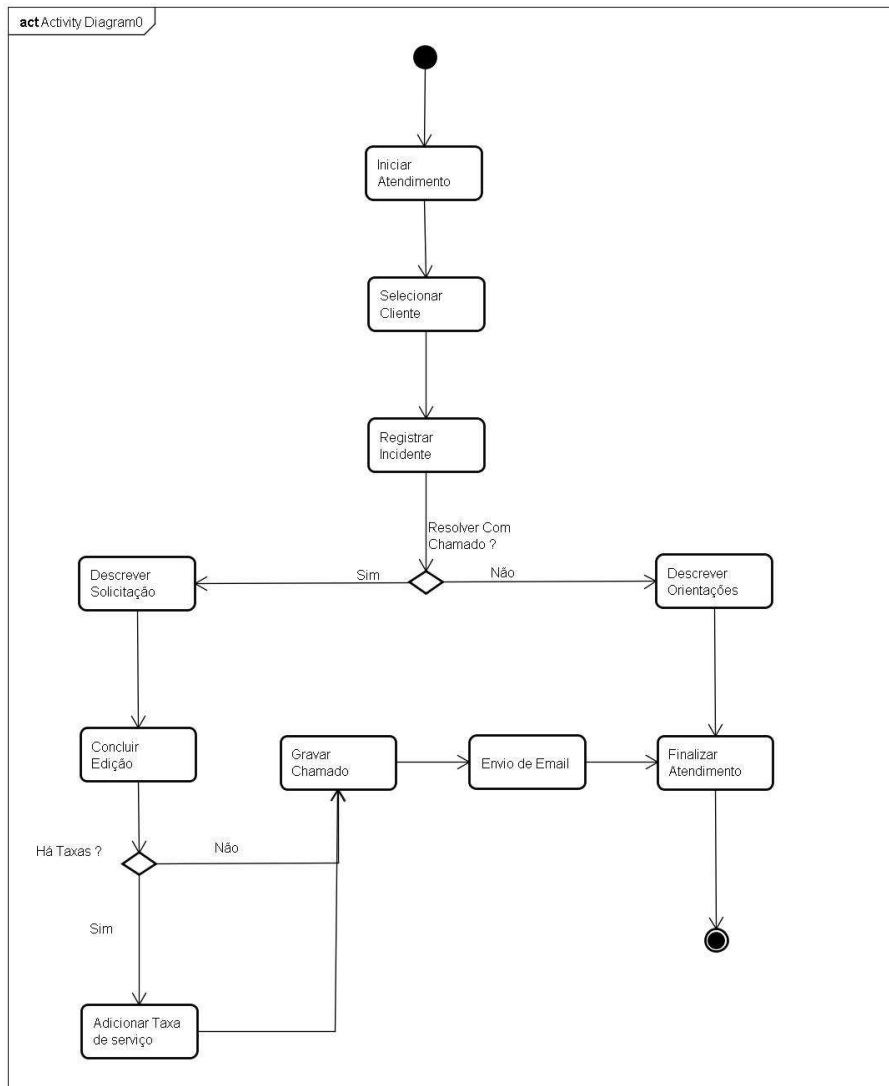 act Activity Diagram0
Iniciar
Atendimento
Selecionar
Cliente
Registrar
Incidente
Resolver Com
Chamado ?
Sim
Não
Descrever
Solicitação
Descrever
Orientações
Concluir
Edição
Gravar
Chamado
Envio de Email
Finalizar
Atendimento
Há Taxas ?
Não
Sim
Adicionar Taxa
de serviço